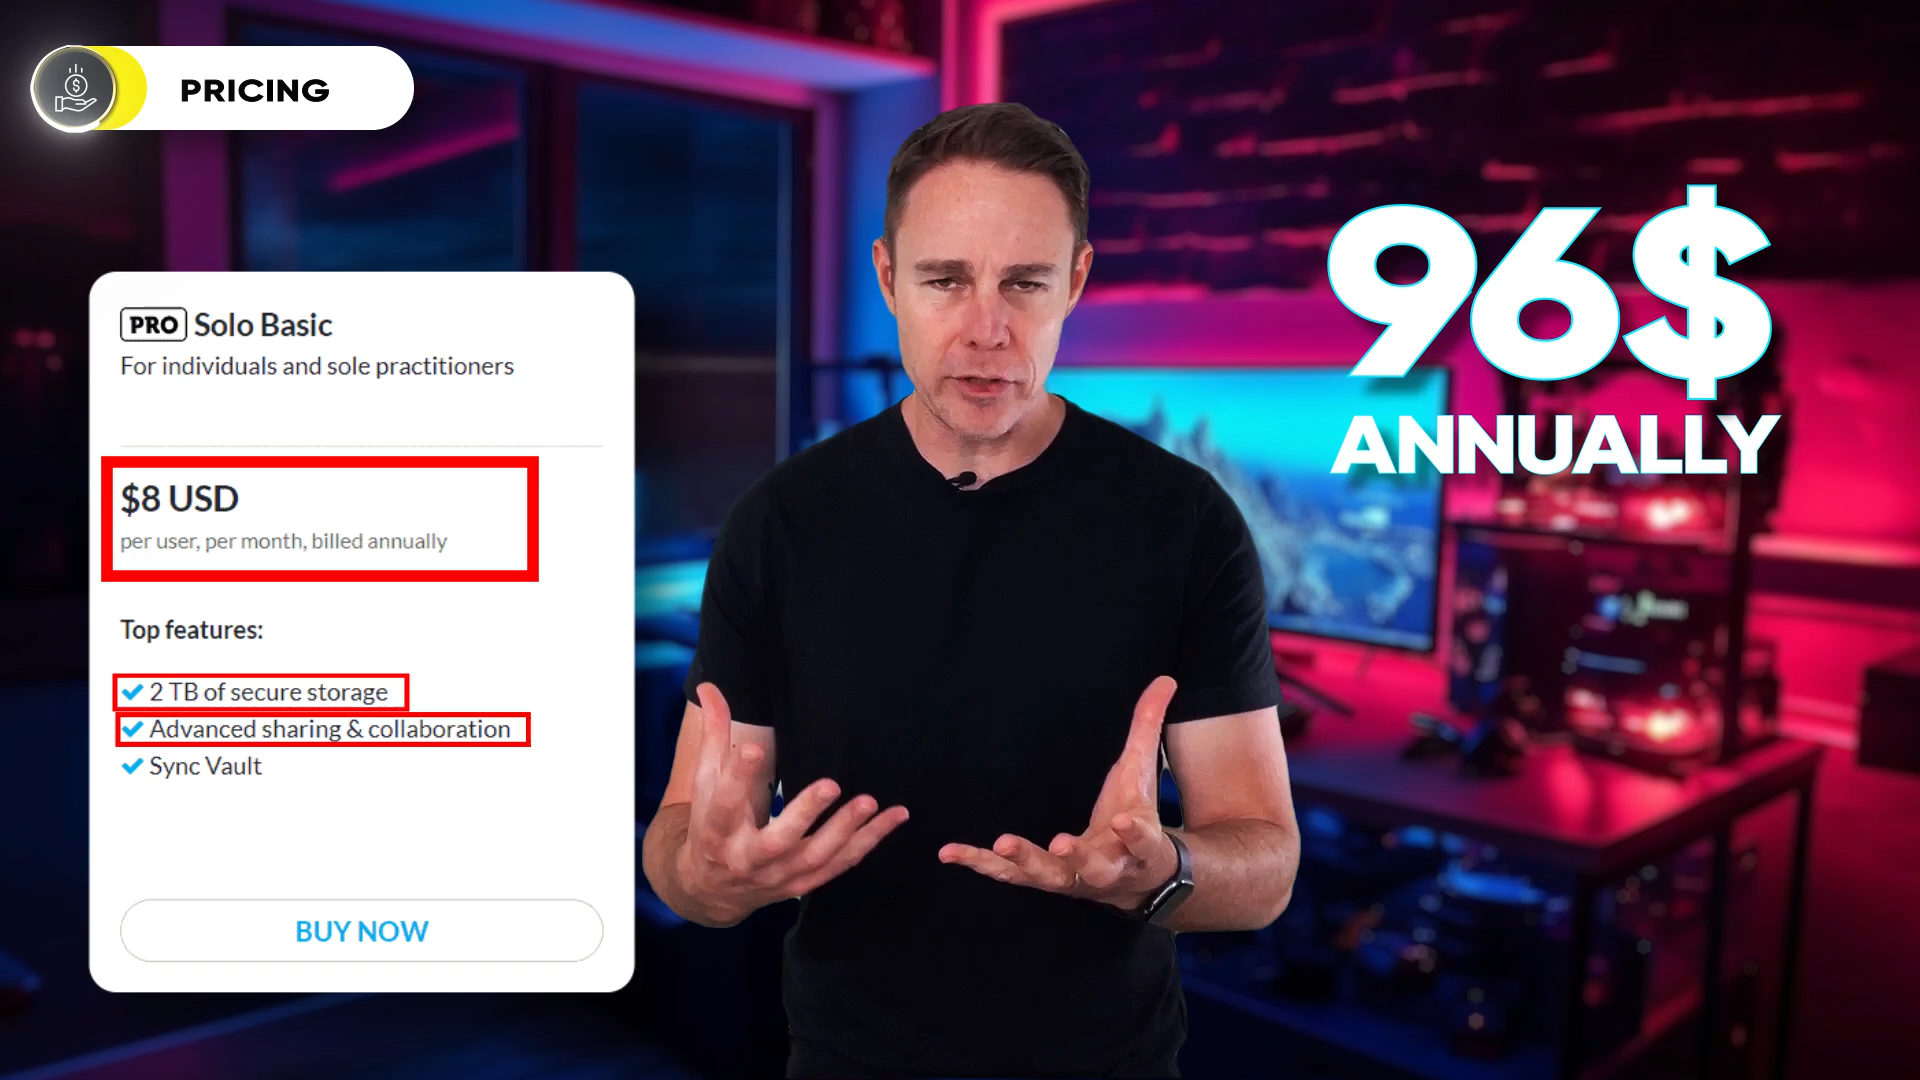 PRICING
PRO Solo Basic
For individuals and sole practitioners
$8 USD
per user, per month, billed annually
Top features:
2 TB of secure storage
Advanced sharing & collaboration
Sync Vault
BUY NOW
96$
ANNUALLY